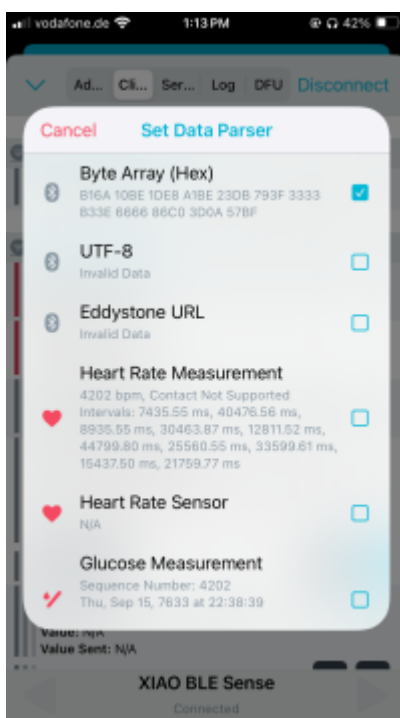 vodafone.de 1:13 PM 42%
Ad... Cli... Ser... Log DFU Disconnect
Cancel Set Data Parser
Byte Array (Hex)
B16A 10BE 1DE8 A1BE 23DB 793F 3333
B33E 6666 86C0 3D0A 57BF
UTF-8
Invalid Data
Eddystone URL
Invalid Data
Heart Rate Measurement
4202 bpm, Contact Not Supported
Intervals: 7435.55 ms, 40476.56 ms,
8935.55 ms, 30463.87 ms, 12811.52 ms,
44799.80 ms, 25560.55 ms, 33599.61 ms,
15437.50 ms, 21759.77 ms
Heart Rate Sensor
N/A
Glucose Measurement
Sequence Number: 4202
Thu, Sep 15, 7633 at 22:38:39
Value: N/A
Value Sent: N/A
XIAO BLE Sense
Connected